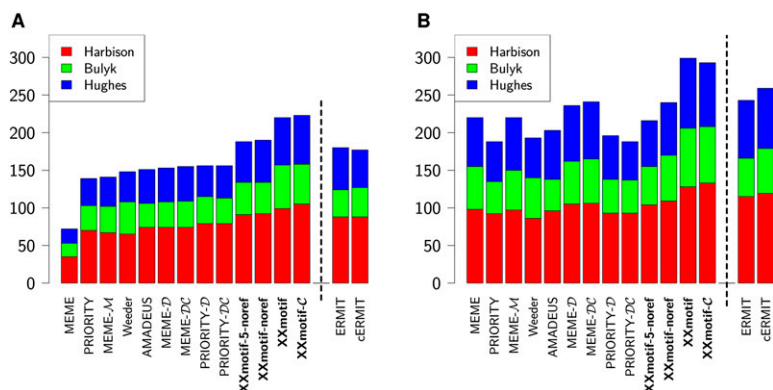 A
Harbison
Bulyk
Hughes
300
250
200
150
100
50
0
MEME
PRIORITY
MEME-ℳ
Weeder
AMADEUS
MEME-𝒟
MEME-𝒟𝒞
PRIORITY-𝒟
PRIORITY-𝒟𝒞
XXmotif-5-noref
XXmotif-noref
XXmotif
XXmotif-𝒞
ERMIT
cERMIT
B
Harbison
Bulyk
Hughes
300
250
200
150
100
50
0
MEME
PRIORITY
MEME-ℳ
Weeder
AMADEUS
MEME-𝒟
MEME-𝒟𝒞
PRIORITY-𝒟
PRIORITY-𝒟𝒞
XXmotif-5-noref
XXmotif-noref
XXmotif
XXmotif-𝒞
ERMIT
cERMIT